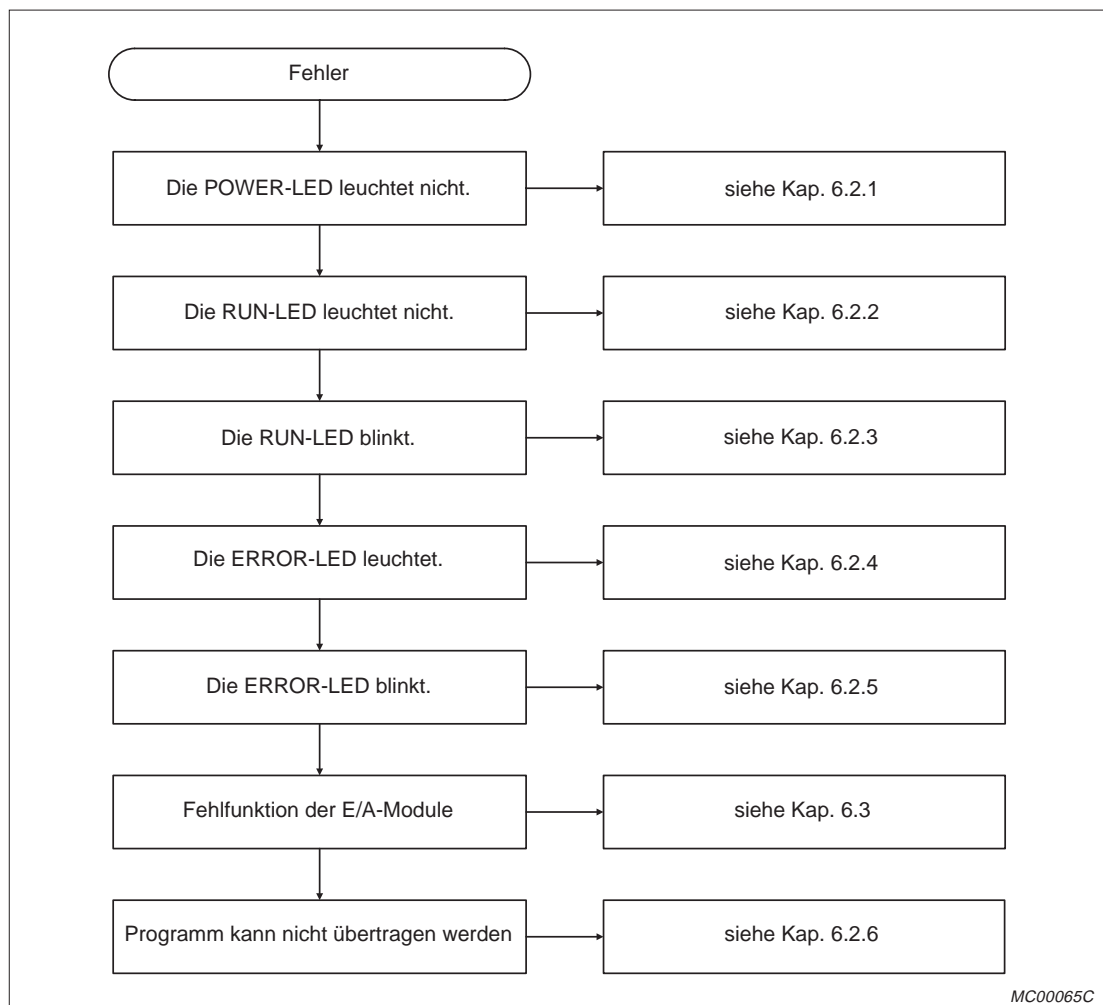 Fehler
Die POWER-LED leuchtet nicht.
siehe Kap. 6.2.1
Die RUN-LED leuchtet nicht.
siehe Kap. 6.2.2
Die RUN-LED blinkt.
siehe Kap. 6.2.3
Die ERROR-LED leuchtet.
siehe Kap. 6.2.4
Die ERROR-LED blinkt.
siehe Kap. 6.2.5
Fehlfunktion der E/A-Module
siehe Kap. 6.3
Programm kann nicht übertragen werden
siehe Kap. 6.2.6
MC00065C